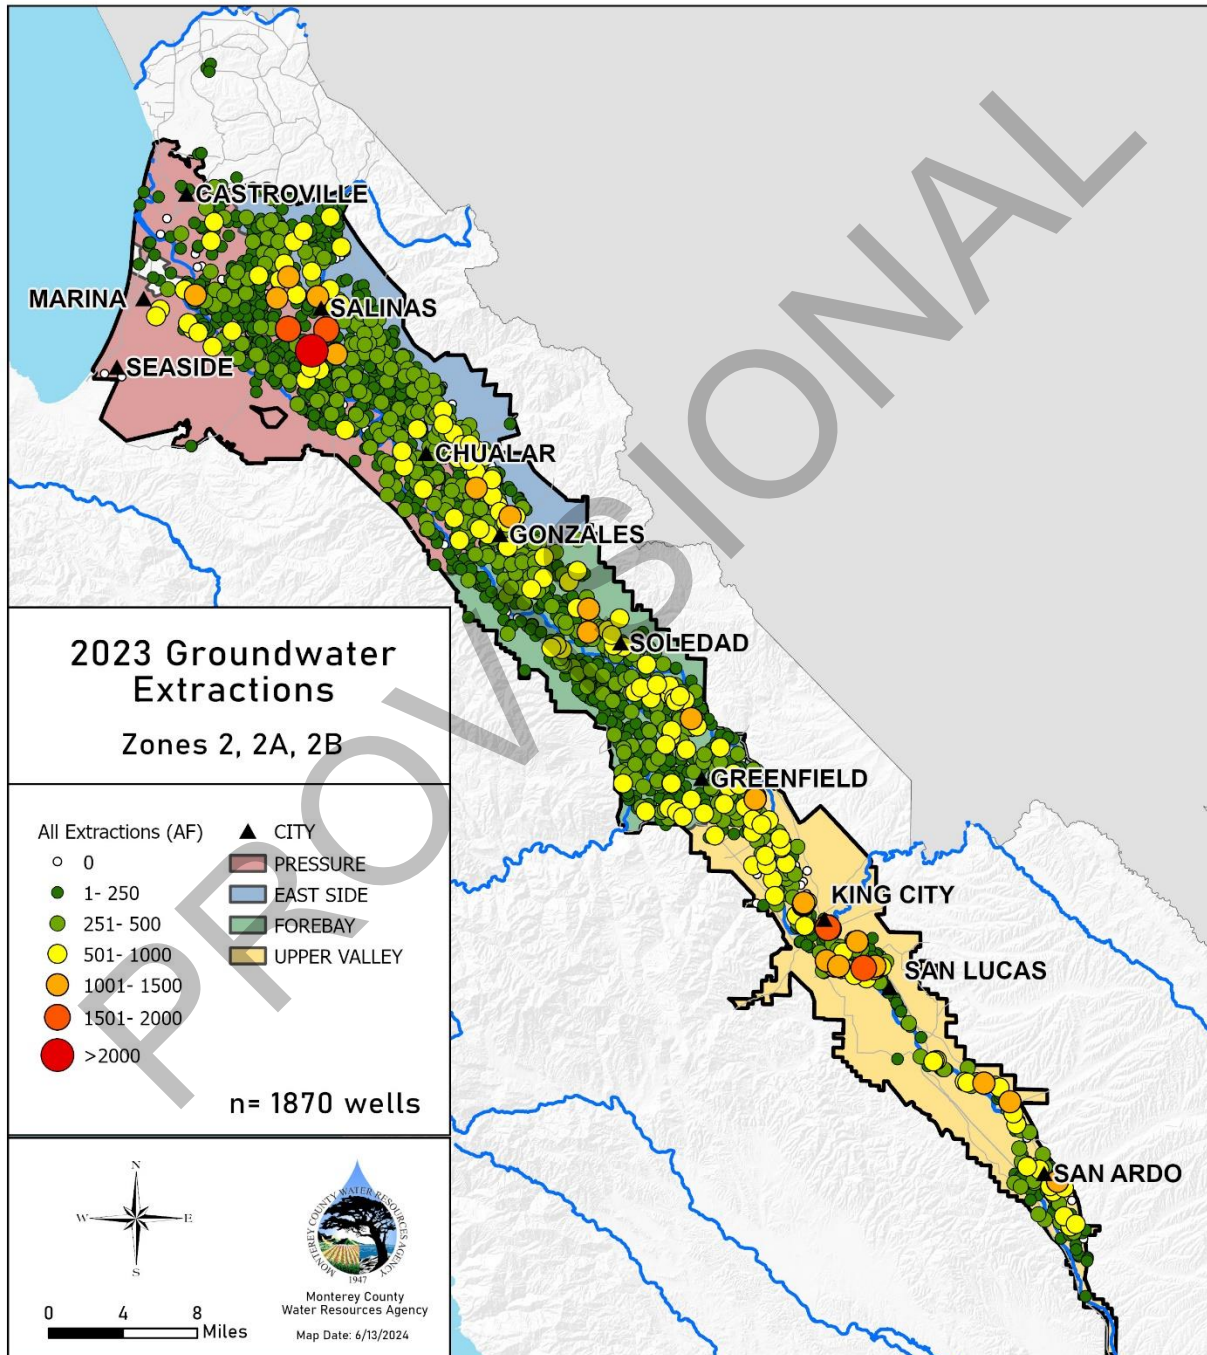 CASTROVILLE
MARINA
SALINAS
SEASIDE
CHUALAR
GONZALES
SOLEDAD
GREENFIELD
KING CITY
SAN LUCAS
SAN ARDO
PROVISIONAL
2023 Groundwater
Extractions
Zones 2, 2A, 2B
All Extractions (AF)
0
1- 250
251- 500
501- 1000
1001- 1500
1501- 2000
>2000
CITY
PRESSURE
EAST SIDE
FOREBAY
UPPER VALLEY
n= 1870 wells
N
W
E
S
MONTEREY COUNTY WATER RESOURCES AGENCY
1947
Monterey County
Water Resources Agency
Map Date: 6/13/2024
0 4 8
Miles